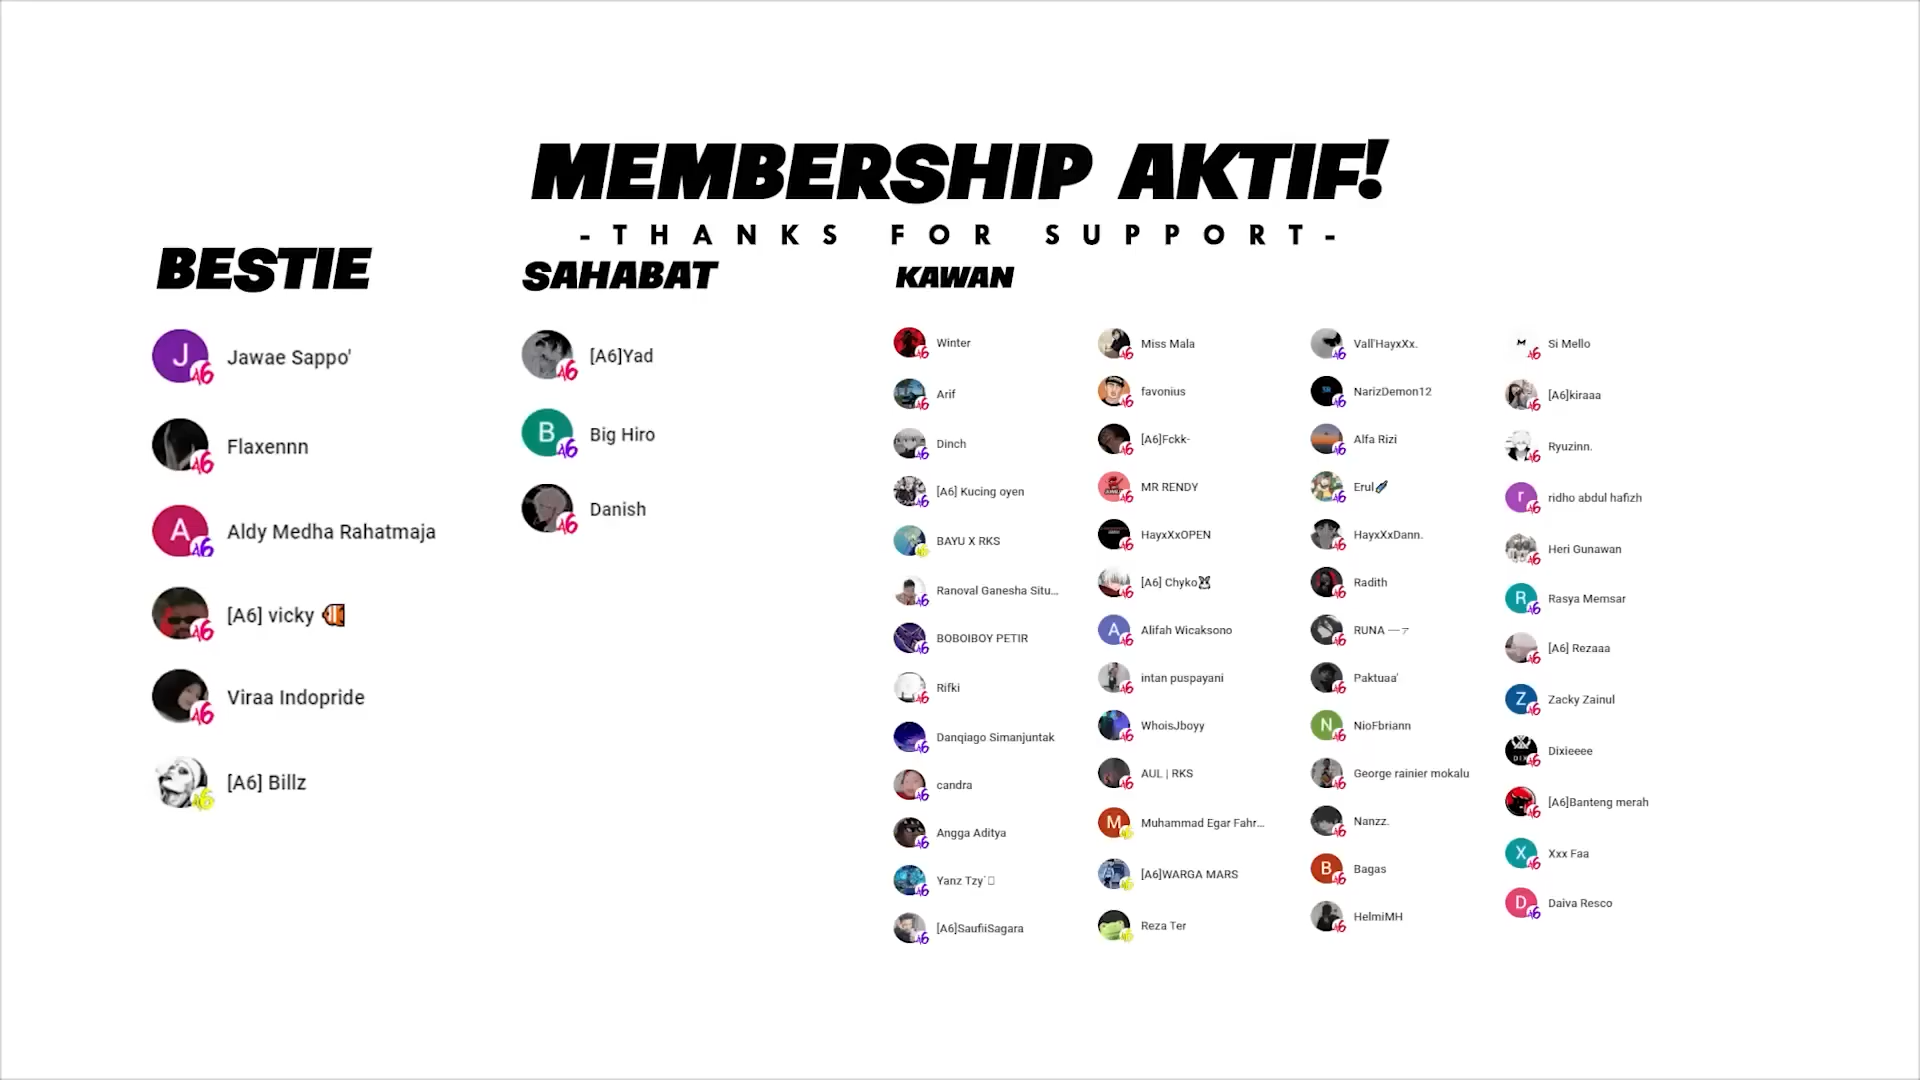 MEMBERSHIP AKTIF!
-THANKS FOR SUPPORT-
BESTIE
Jawae Sappo'
Flaxennn
Aldy Medha Rahatmaja
[A6] vicky
Viraa Indopride
[A6] Billz
SAHABAT
[A6]Yad
Big Hiro
Danish
KAWAN
Winter
Arif
Dinch
[A6] Kucing oyen
BAYU X RKS
Ranoval Ganesha Situ...
BOBOIBOY PETIR
Rifki
Danqiago Simanjuntak
candra
Angga Aditya
Yanz Tzy
[A6]SaufiiSagara
Miss Mala
favonius
[A6]Fckk-
MR RENDY
HayxXxOPEN
[A6] Chyko
Alifah Wicaksono
intan puspayani
WhoisJboyy
AUL | RKS
Muhammad Egar Fahr...
[A6]WARGA MARS
Reza Ter
Vall'HayxXx.
NarizDemon12
Alfa Rizi
Erul
HayxXxDann.
Radith
RUNA
Paktuaa'
NioFbriann
George rainier mokalu
Nanzz.
Bagas
HelmiMH
Si Mello
[A6]kiraaa
Ryuzinn.
ridho abdul hafizh
Heri Gunawan
Rasya Memsar
[A6] Rezaaa
Zacky Zainul
Dixieeee
[A6]Banteng merah
Xxx Faa
Daiva Resco